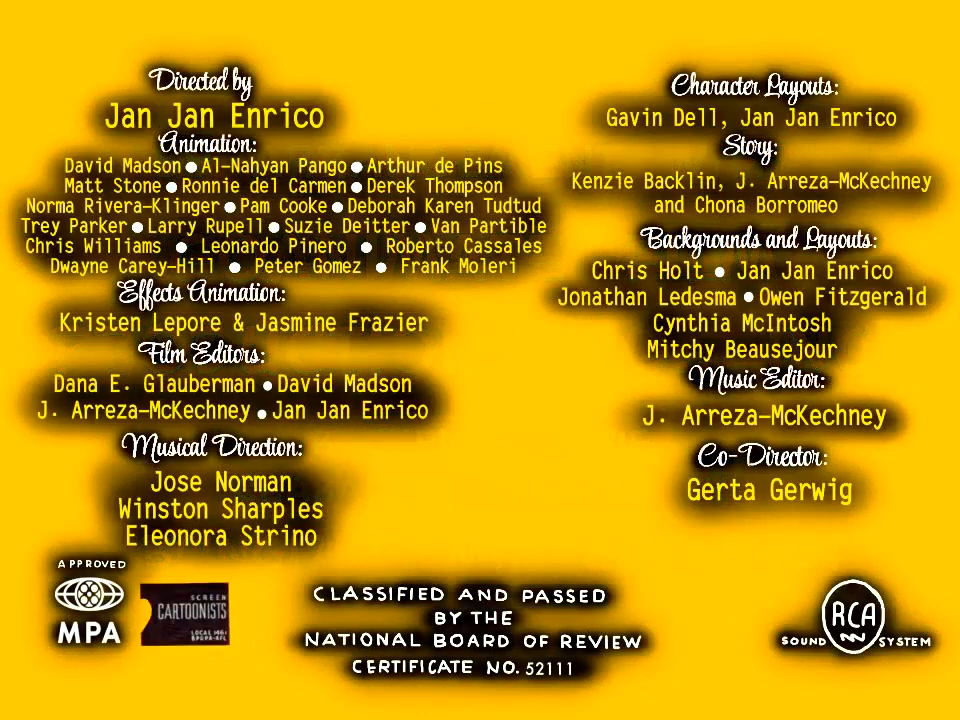 Directed by
Jan Jan Enrico
Animation:
David Madson ● Al-Nahyan Pango ● Arthur de Pins
Matt Stone ● Ronnie del Carmen ● Derek Thompson
Norma Rivera-Klinger ● Pam Cooke ● Deborah Karen Tudtud
Trey Parker ● Larry Rupell ● Suzie Deitter ● Van Partible
Chris Williams ● Leonardo Pinero ● Roberto Cassales
Dwayne Carey-Hill ● Peter Gomez ● Frank Moleri
Effects Animation:
Kristen Lepore & Jasmine Frazier
Film Editors:
Dana E. Glauberman ● David Madson
J. Arreza-McKechney ● Jan Jan Enrico
Musical Direction:
Jose Norman
Winston Sharples
Eleonora Strino
Character Layouts:
Gavin Dell, Jan Jan Enrico
Story:
Kenzie Backlin, J. Arreza-McKechney
and Chona Borromeo
Backgrounds and Layouts:
Chris Holt ● Jan Jan Enrico
Jonathan Ledesma ● Owen Fitzgerald
Cynthia McIntosh
Mitchy Beausejour
Music Editor:
J. Arreza-McKechney
Co-Director:
Gerta Gerwig
APPROVED
MPA
SCREEN
CARTOONISTS
LOCAL 1461
CLASSIFIED AND PASSED
BY THE
NATIONAL BOARD OF REVIEW
CERTIFICATE NO. 52111
RCA
SOUND SYSTEM